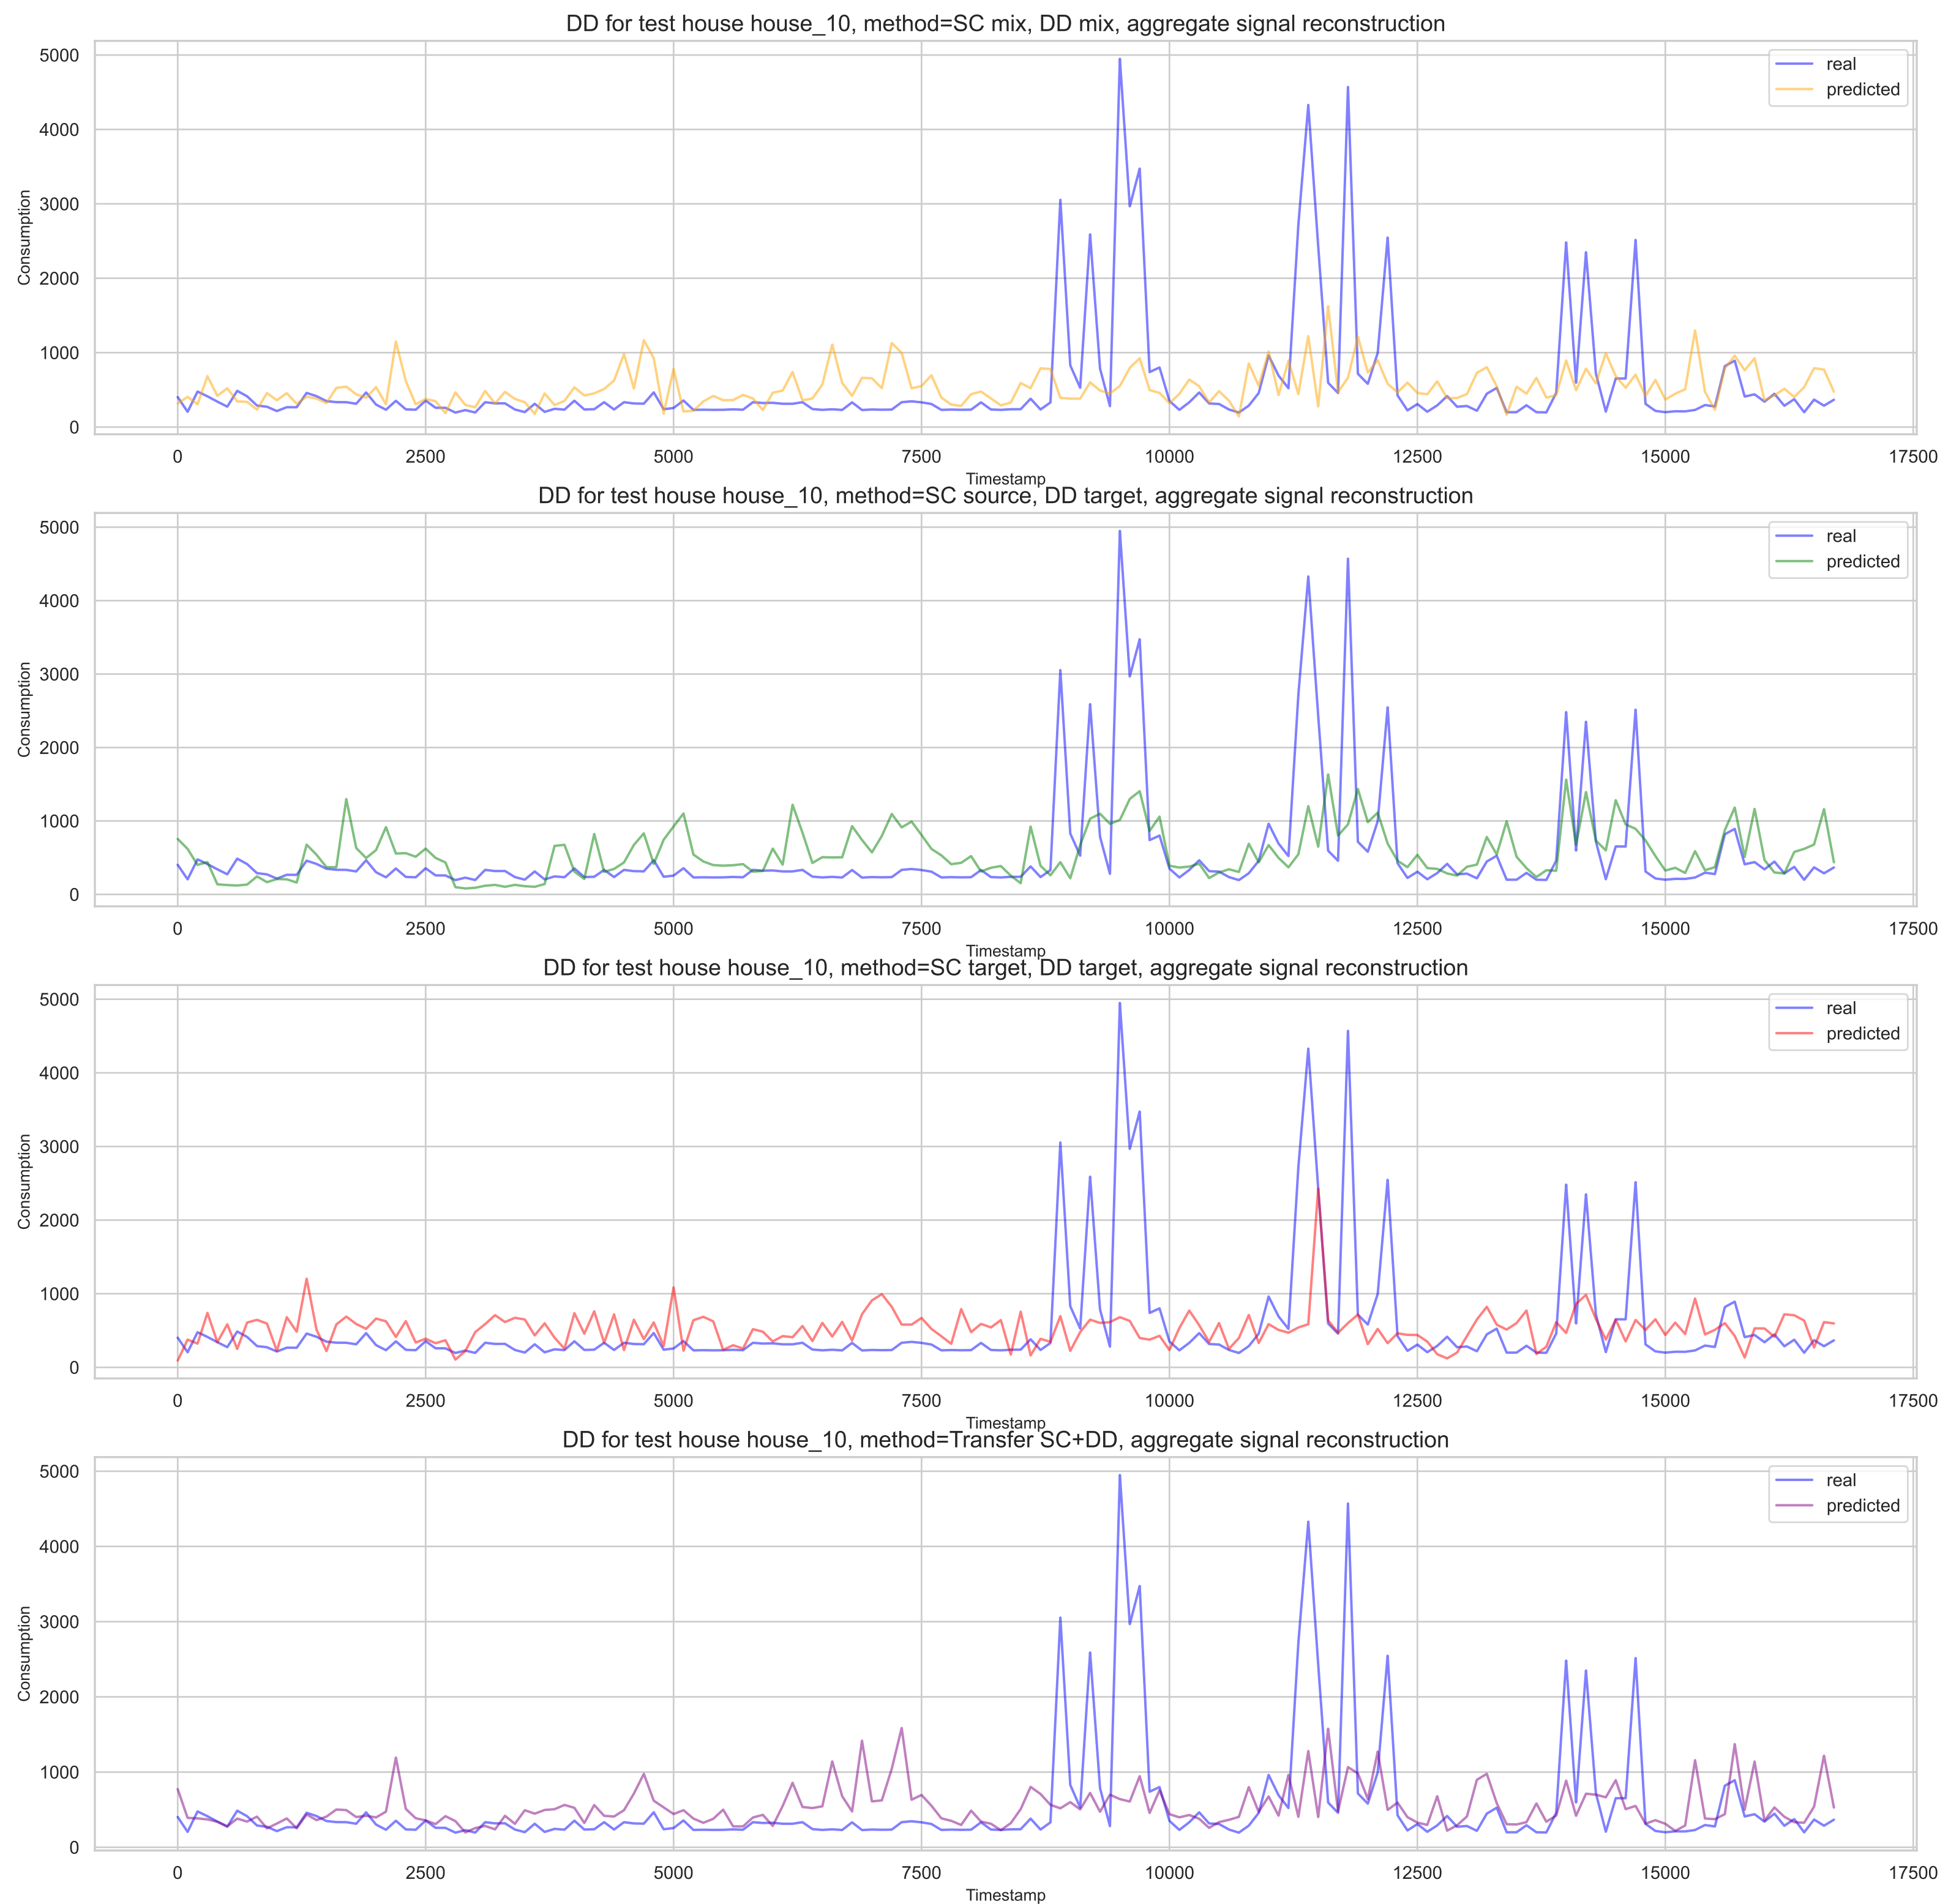 DD for test house house_10, method=SC mix, DD mix, aggregate signal reconstruction
real
predicted
5000
4000
3000
2000
1000
0
Consumption
0 2500 5000 7500 10000 12500 15000 17500
Timestamp
DD for test house house_10, method=SC source, DD target, aggregate signal reconstruction
real
predicted
5000
4000
3000
2000
1000
0
Consumption
0 2500 5000 7500 10000 12500 15000 17500
Timestamp
DD for test house house_10, method=SC target, DD target, aggregate signal reconstruction
real
predicted
5000
4000
3000
2000
1000
0
Consumption
0 2500 5000 7500 10000 12500 15000 17500
Timestamp
DD for test house house_10, method=Transfer SC+DD, aggregate signal reconstruction
real
predicted
5000
4000
3000
2000
1000
0
Consumption
0 2500 5000 7500 10000 12500 15000 17500
Timestamp